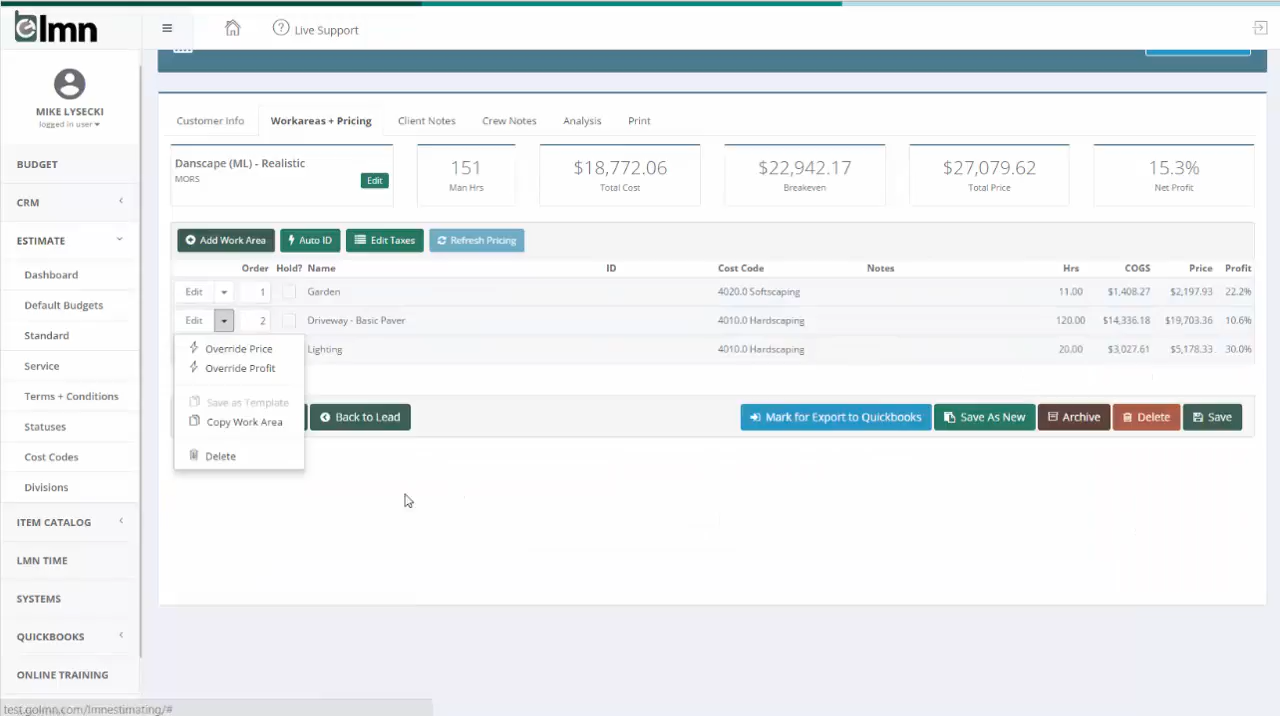 golmn
Live Support
MIKE LYSECKI
logged in user
BUDGET
CRM
ESTIMATE
Dashboard
Default Budgets
Standard
Service
Terms + Conditions
Statuses
Cost Codes
Divisions
ITEM CATALOG
LMN TIME
SYSTEMS
QUICKBOOKS
ONLINE TRAINING
Customer Info Workareas + Pricing Client Notes Crew Notes Analysis Print
Danscape (ML) - Realistic
MORS
Edit
151
Man Hrs
$18,772.06
Total Cost
$22,942.17
Breakeven
$27,079.62
Total Price
15.3%
Net Profit
Add Work Area Auto ID Edit Taxes Refresh Pricing
Order Hold? Name ID Cost Code Notes Hrs COGS Price Profit
Edit 1 Garden 4020.0 Softscaping 11.00 $1,408.27 $2,197.93 22.2%
Edit 2 Driveway - Basic Paver 4010.0 Hardscaping 120.00 $14,336.18 $19,703.36 10.6%
Lighting 4010.0 Hardscaping 20.00 $3,027.61 $5,178.33 30.0%
Override Price
Override Profit
Save as Template
Copy Work Area
Delete
Back to Lead Mark for Export to Quickbooks Save As New Archive Delete Save
test.golmn.com/lmnestimating/#